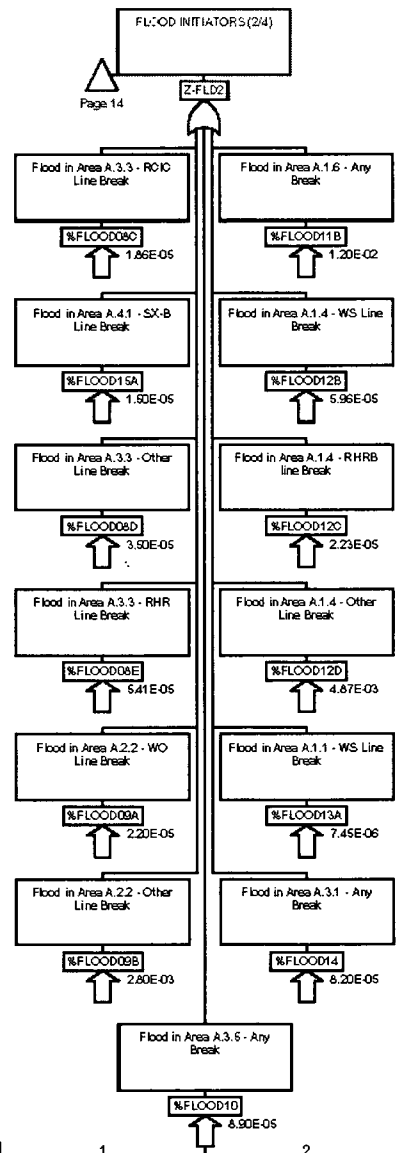 FLOOD INITIATORS (2/4)
Page 14
Z-FLD2
Flood in Area A.3.3 - RCIC
Line Break
%FLOOD08C
1.86E-05
Flood in Area A.1.6 - Any
Break
%FLOOD11B
1.20E-02
Flood in Area A.4.1 - SX-B
Line Break
%FLOOD15A
1.50E-05
Flood in Area A.1.4 - WS Line
Break
%FLOOD12B
5.96E-05
Flood in Area A.3.3 - Other
Line Break
%FLOOD08D
3.50E-05
Flood in Area A.1.4 - RHRB
line Break
%FLOOD12C
2.23E-05
Flood in Area A.3.3 - RHR
Line Break
%FLOOD08E
5.41E-05
Flood in Area A.1.4 - Other
Line Break
%FLOOD12D
4.87E-03
Flood in Area A.2.2 - WO
Line Break
%FLOOD09A
2.20E-05
Flood in Area A.1.1 - WS Line
Break
%FLOOD13A
7.45E-06
Flood in Area A.2.2 - Other
Line Break
%FLOOD09B
2.80E-03
Flood in Area A.3.1 - Any
Break
%FLOOD14
8.20E-05
Flood in Area A.3.5 - Any
Break
%FLOOD10
8.90E-05
1
2